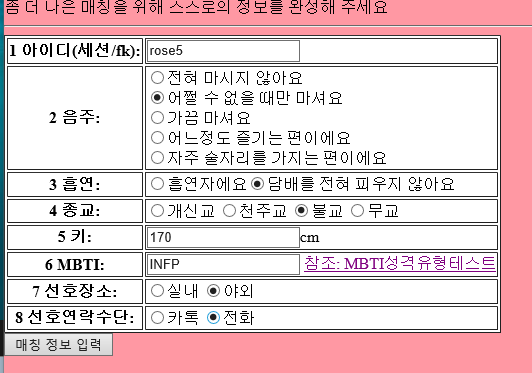 좀 더 나은 매칭을 위해 스스로의 정보를 완성해 주세요
1 아이디(세션/fk): rose5
2 음주:
전혀 마시지 않아요
어쩔 수 없을 때만 마셔요
가끔 마셔요
어느정도 즐기는 편이에요
자주 술자리를 가지는 편이에요
3 흡연: 흡연자에요 담배를 전혀 피우지 않아요
4 종교: 개신교 천주교 불교 무교
5 키: 170 cm
6 MBTI: INFP 참조: MBTI성격유형테스트
7 선호장소: 실내 야외
8 선호연락수단: 카톡 전화
매칭 정보 입력